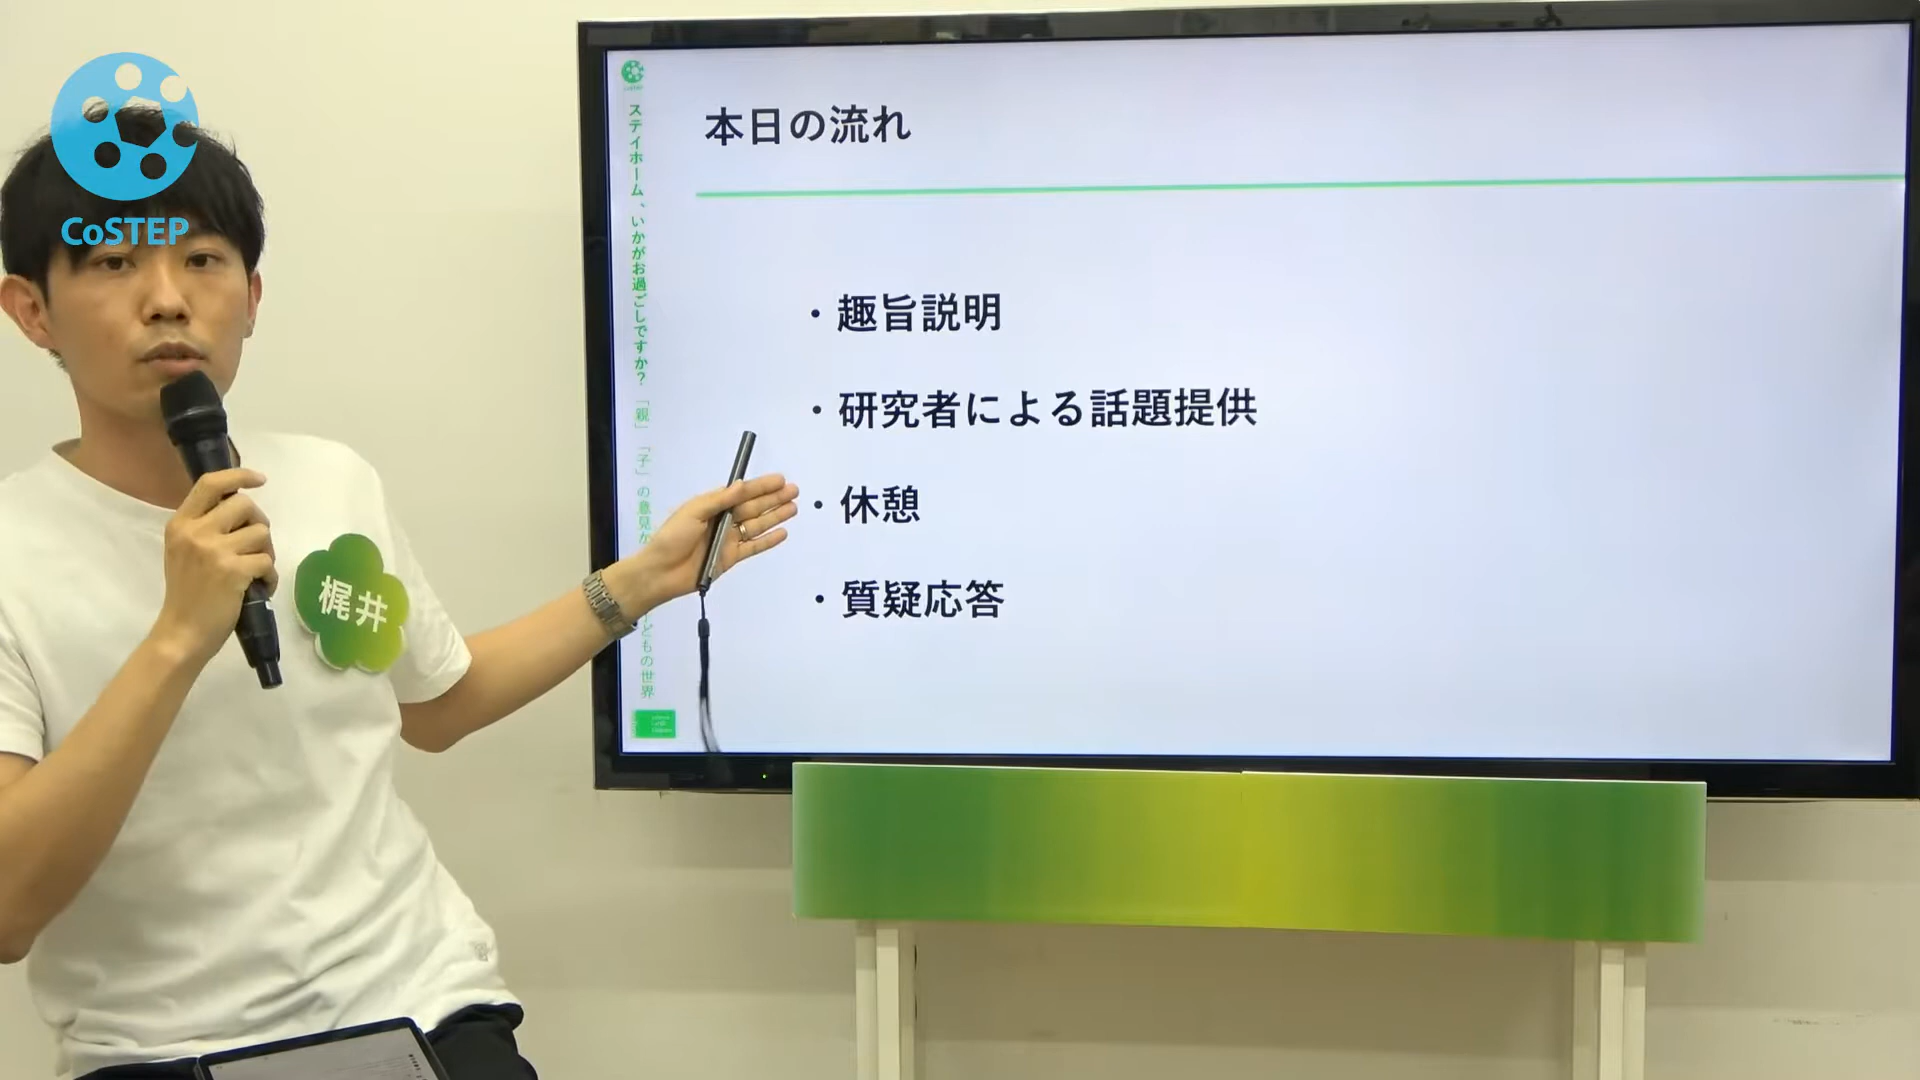 CoSTEP
梶井
本日の流れ
・趣旨説明
・研究者による話題提供
・休憩
・質疑応答
ステイホーム、いかがお過ごしですか?「親」「子」の意見か
どもの世界